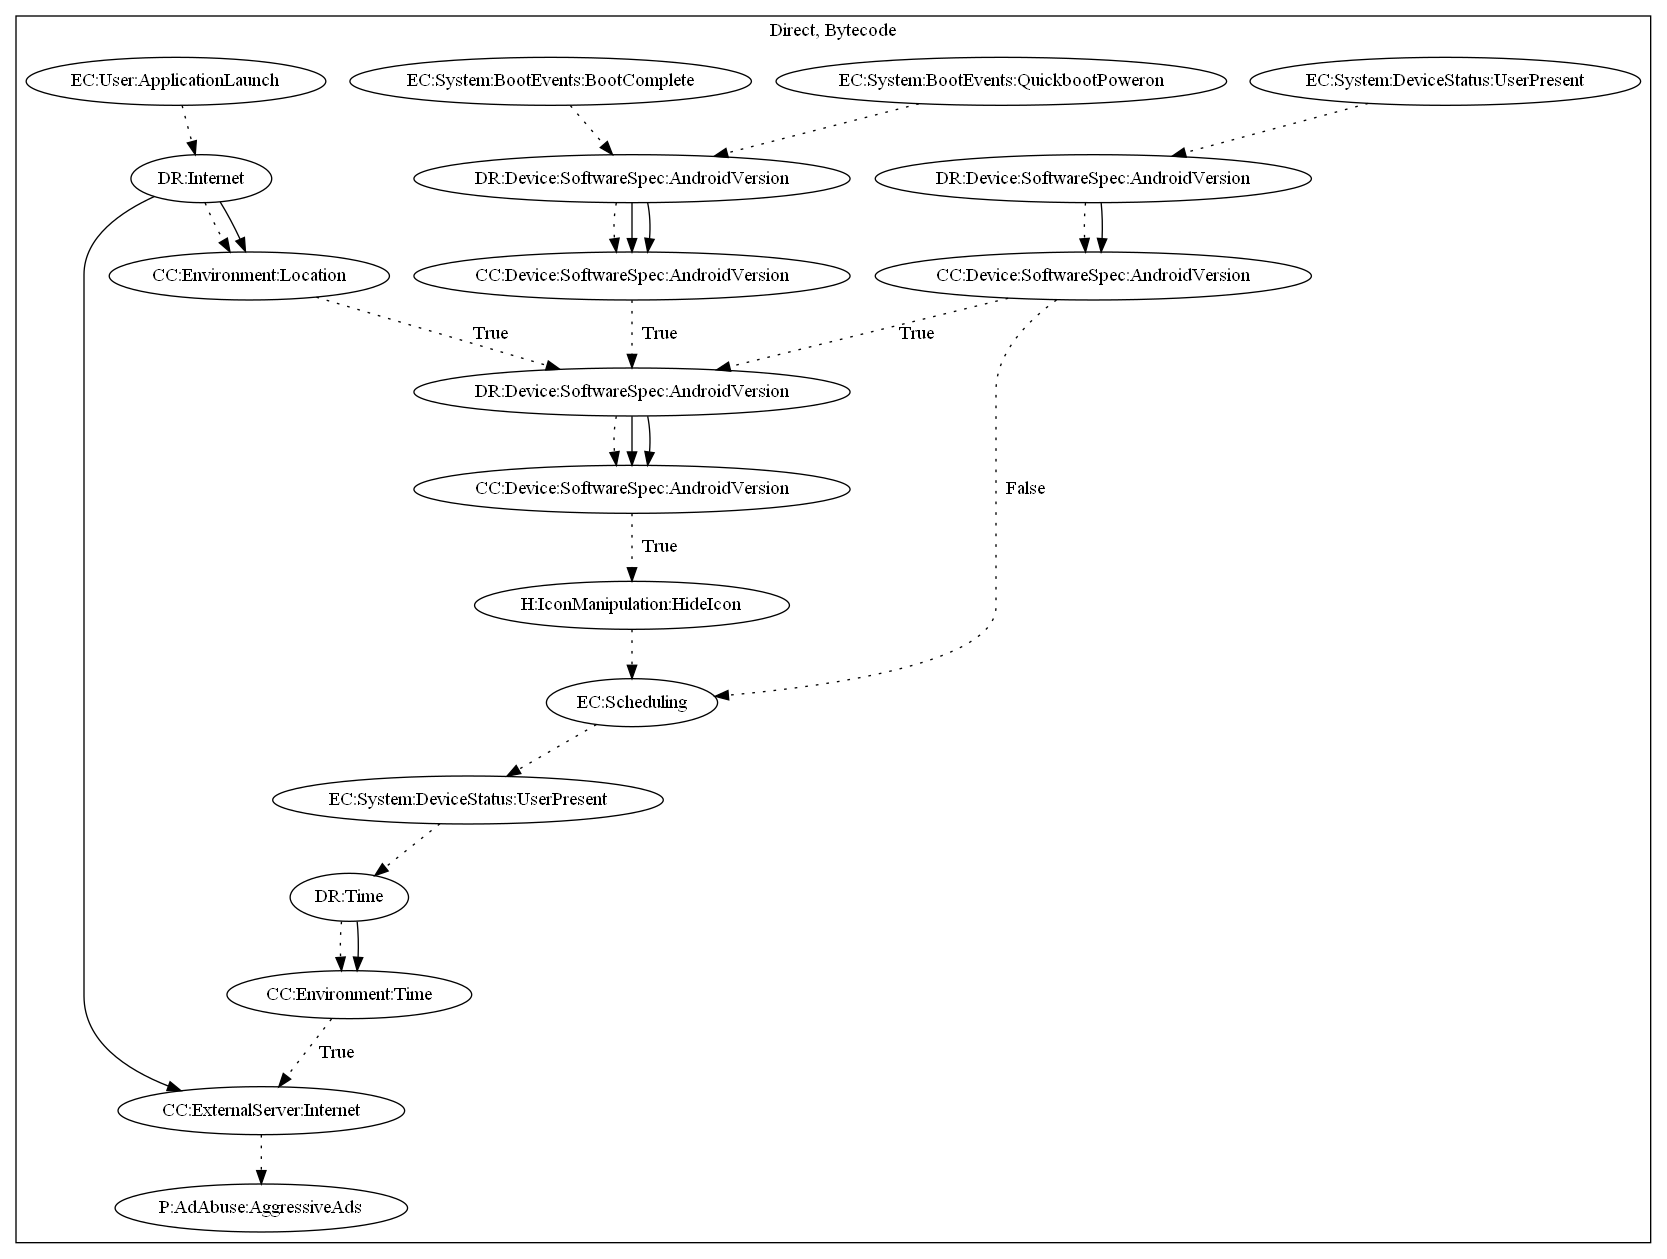 Direct, Bytecode
EC:User:ApplicationLaunch
EC:System:BootEvents:BootComplete
EC:System:BootEvents:QuickbootPoweron
EC:System:DeviceStatus:UserPresent
DR:Internet
DR:Device:SoftwareSpec:AndroidVersion
DR:Device:SoftwareSpec:AndroidVersion
CC:Environment:Location
CC:Device:SoftwareSpec:AndroidVersion
CC:Device:SoftwareSpec:AndroidVersion
True
True
True
DR:Device:SoftwareSpec:AndroidVersion
CC:Device:SoftwareSpec:AndroidVersion
False
True
H:IconManipulation:HideIcon
EC:Scheduling
EC:System:DeviceStatus:UserPresent
DR:Time
CC:Environment:Time
True
CC:ExternalServer:Internet
P:AdAbuse:AggressiveAds